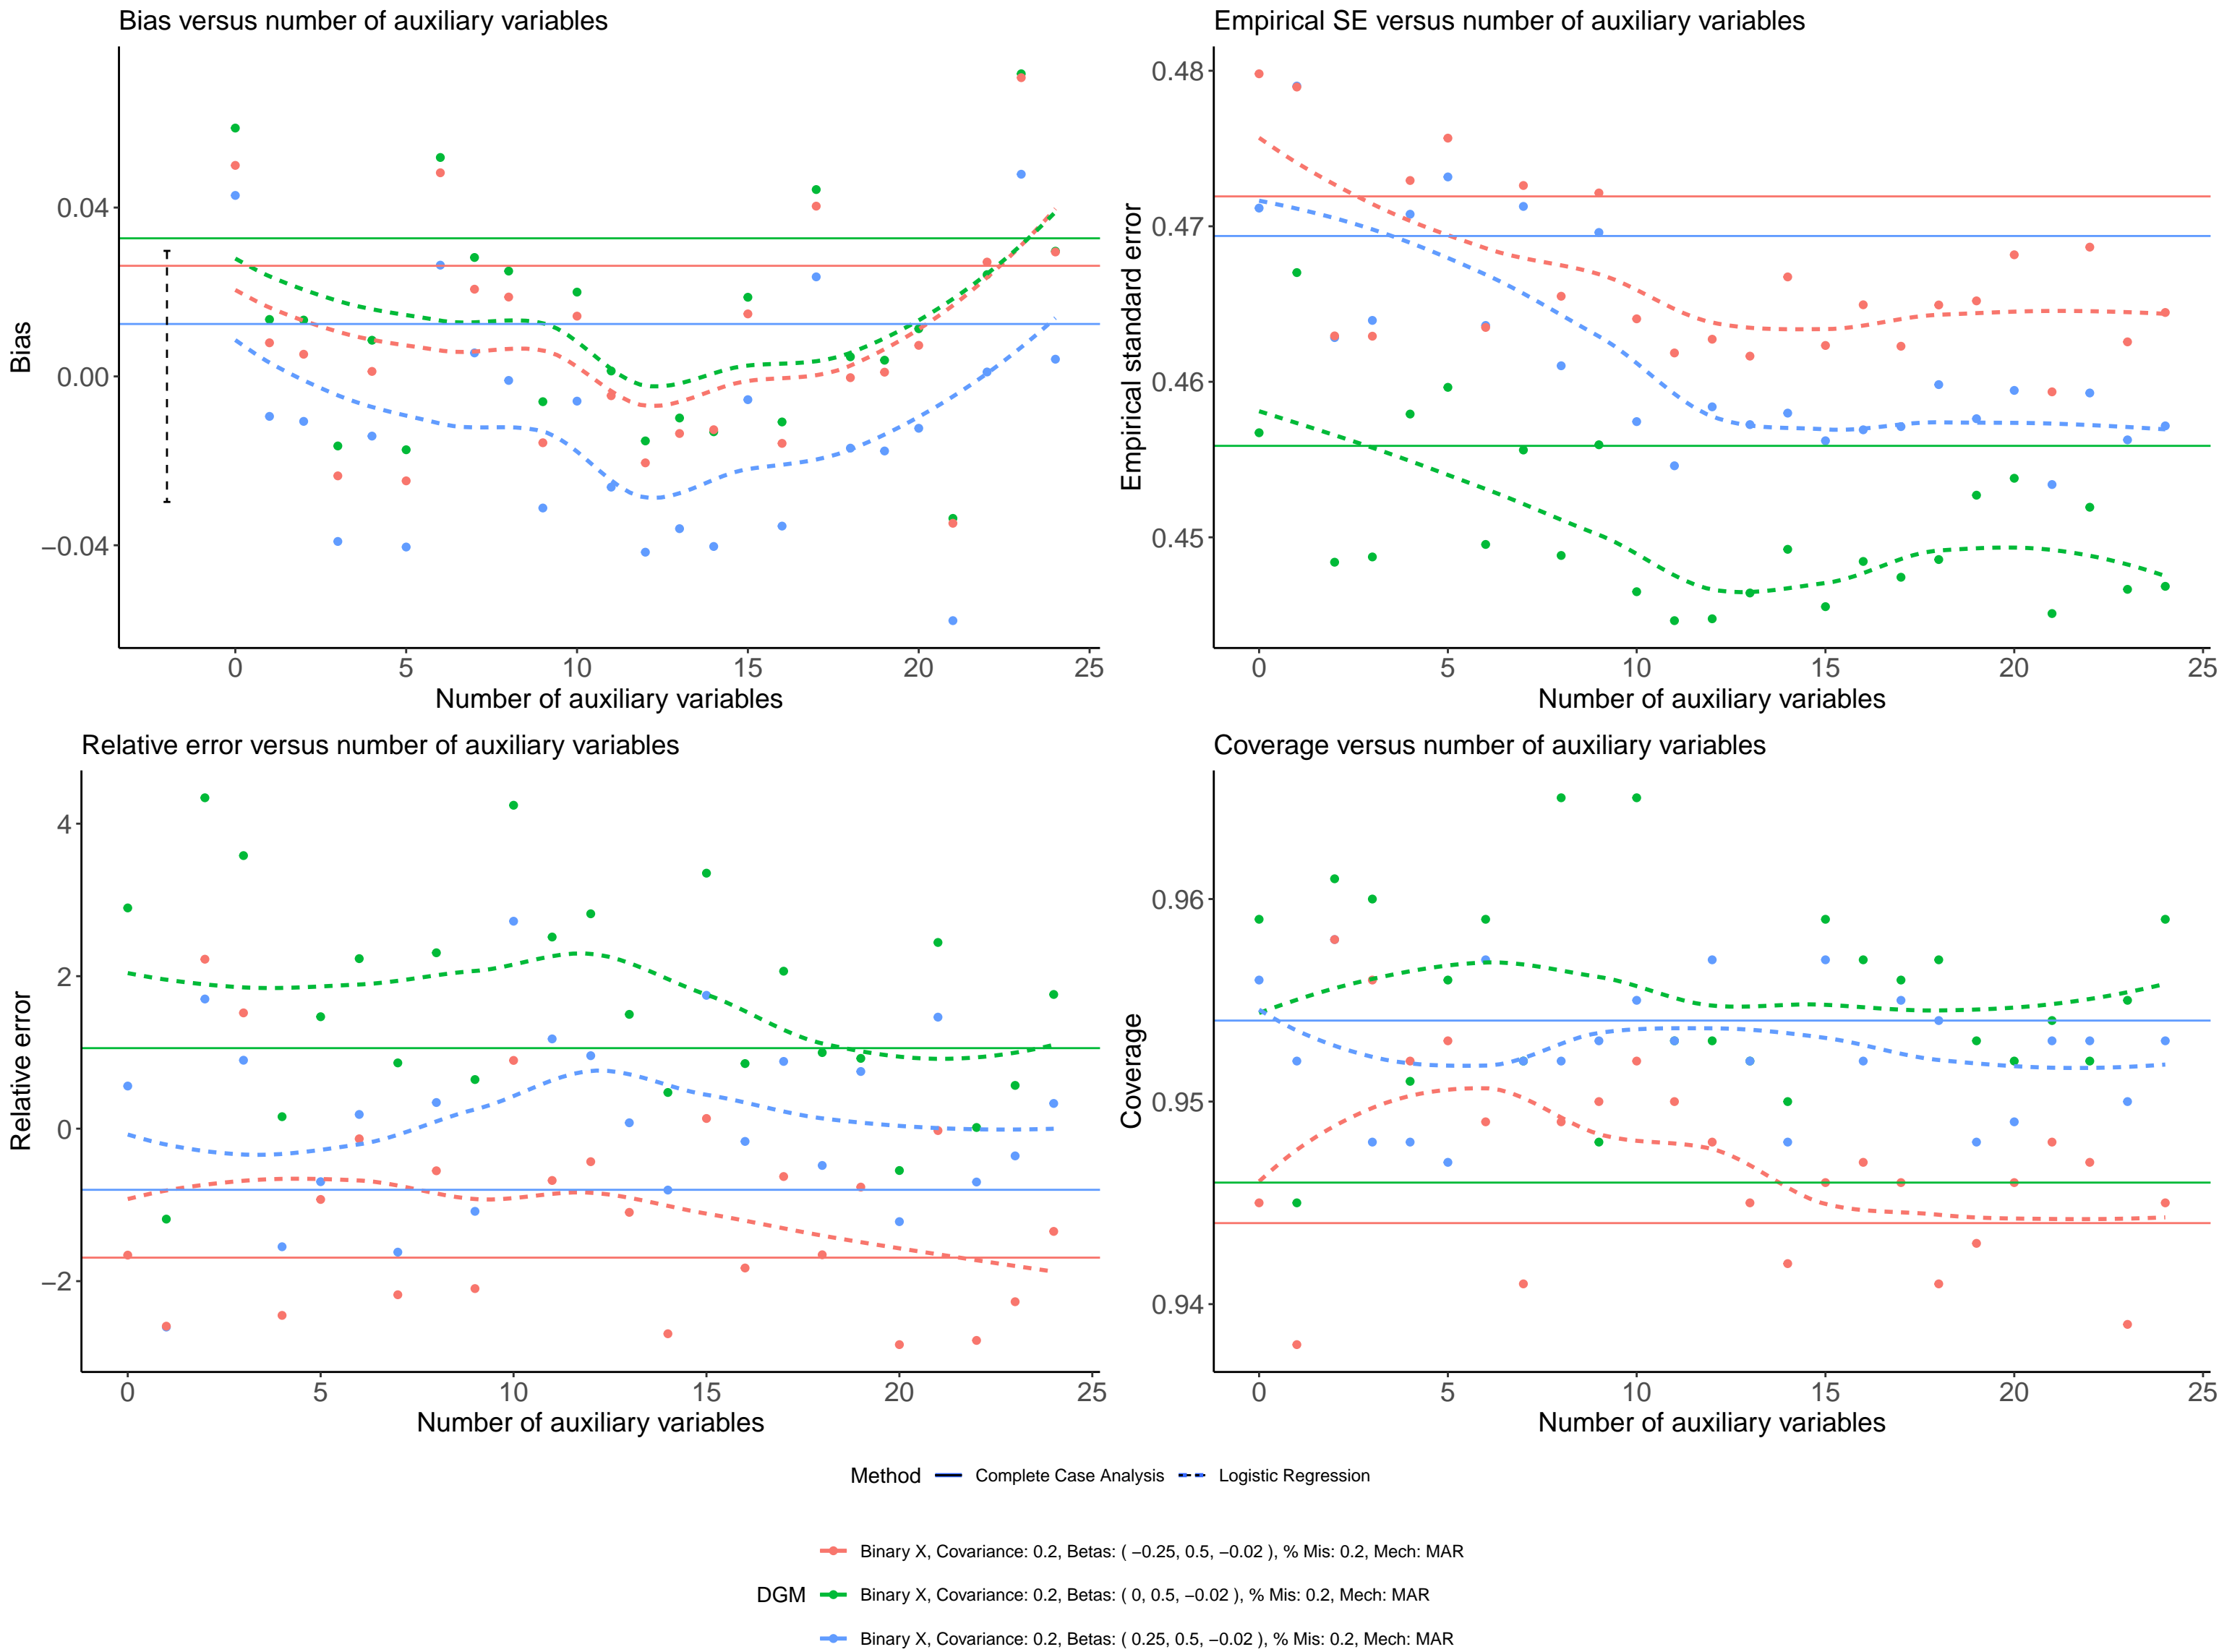 Bias versus number of auxiliary variables
Bias
0.04
0.00
−0.04
0 5 10 15 20 25
Number of auxiliary variables
Empirical SE versus number of auxiliary variables
Empirical standard error
0.48
0.47
0.46
0.45
0 5 10 15 20 25
Number of auxiliary variables
Relative error versus number of auxiliary variables
Relative error
4
2
0
−2
0 5 10 15 20 25
Number of auxiliary variables
Coverage versus number of auxiliary variables
Coverage
0.96
0.95
0.94
0 5 10 15 20 25
Number of auxiliary variables
Method Complete Case Analysis Logistic Regression
Binary X, Covariance: 0.2, Betas: ( −0.25, 0.5, −0.02 ), % Mis: 0.2, Mech: MAR
DGM Binary X, Covariance: 0.2, Betas: ( 0, 0.5, −0.02 ), % Mis: 0.2, Mech: MAR
Binary X, Covariance: 0.2, Betas: ( 0.25, 0.5, −0.02 ), % Mis: 0.2, Mech: MAR